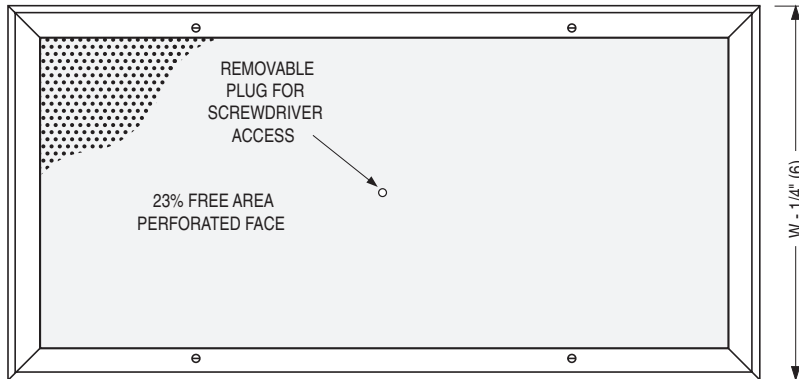 REMOVABLE
PLUG FOR
SCREWDRIVER
ACCESS
23% FREE AREA
PERFORATED FACE
W - 1/4" (6)